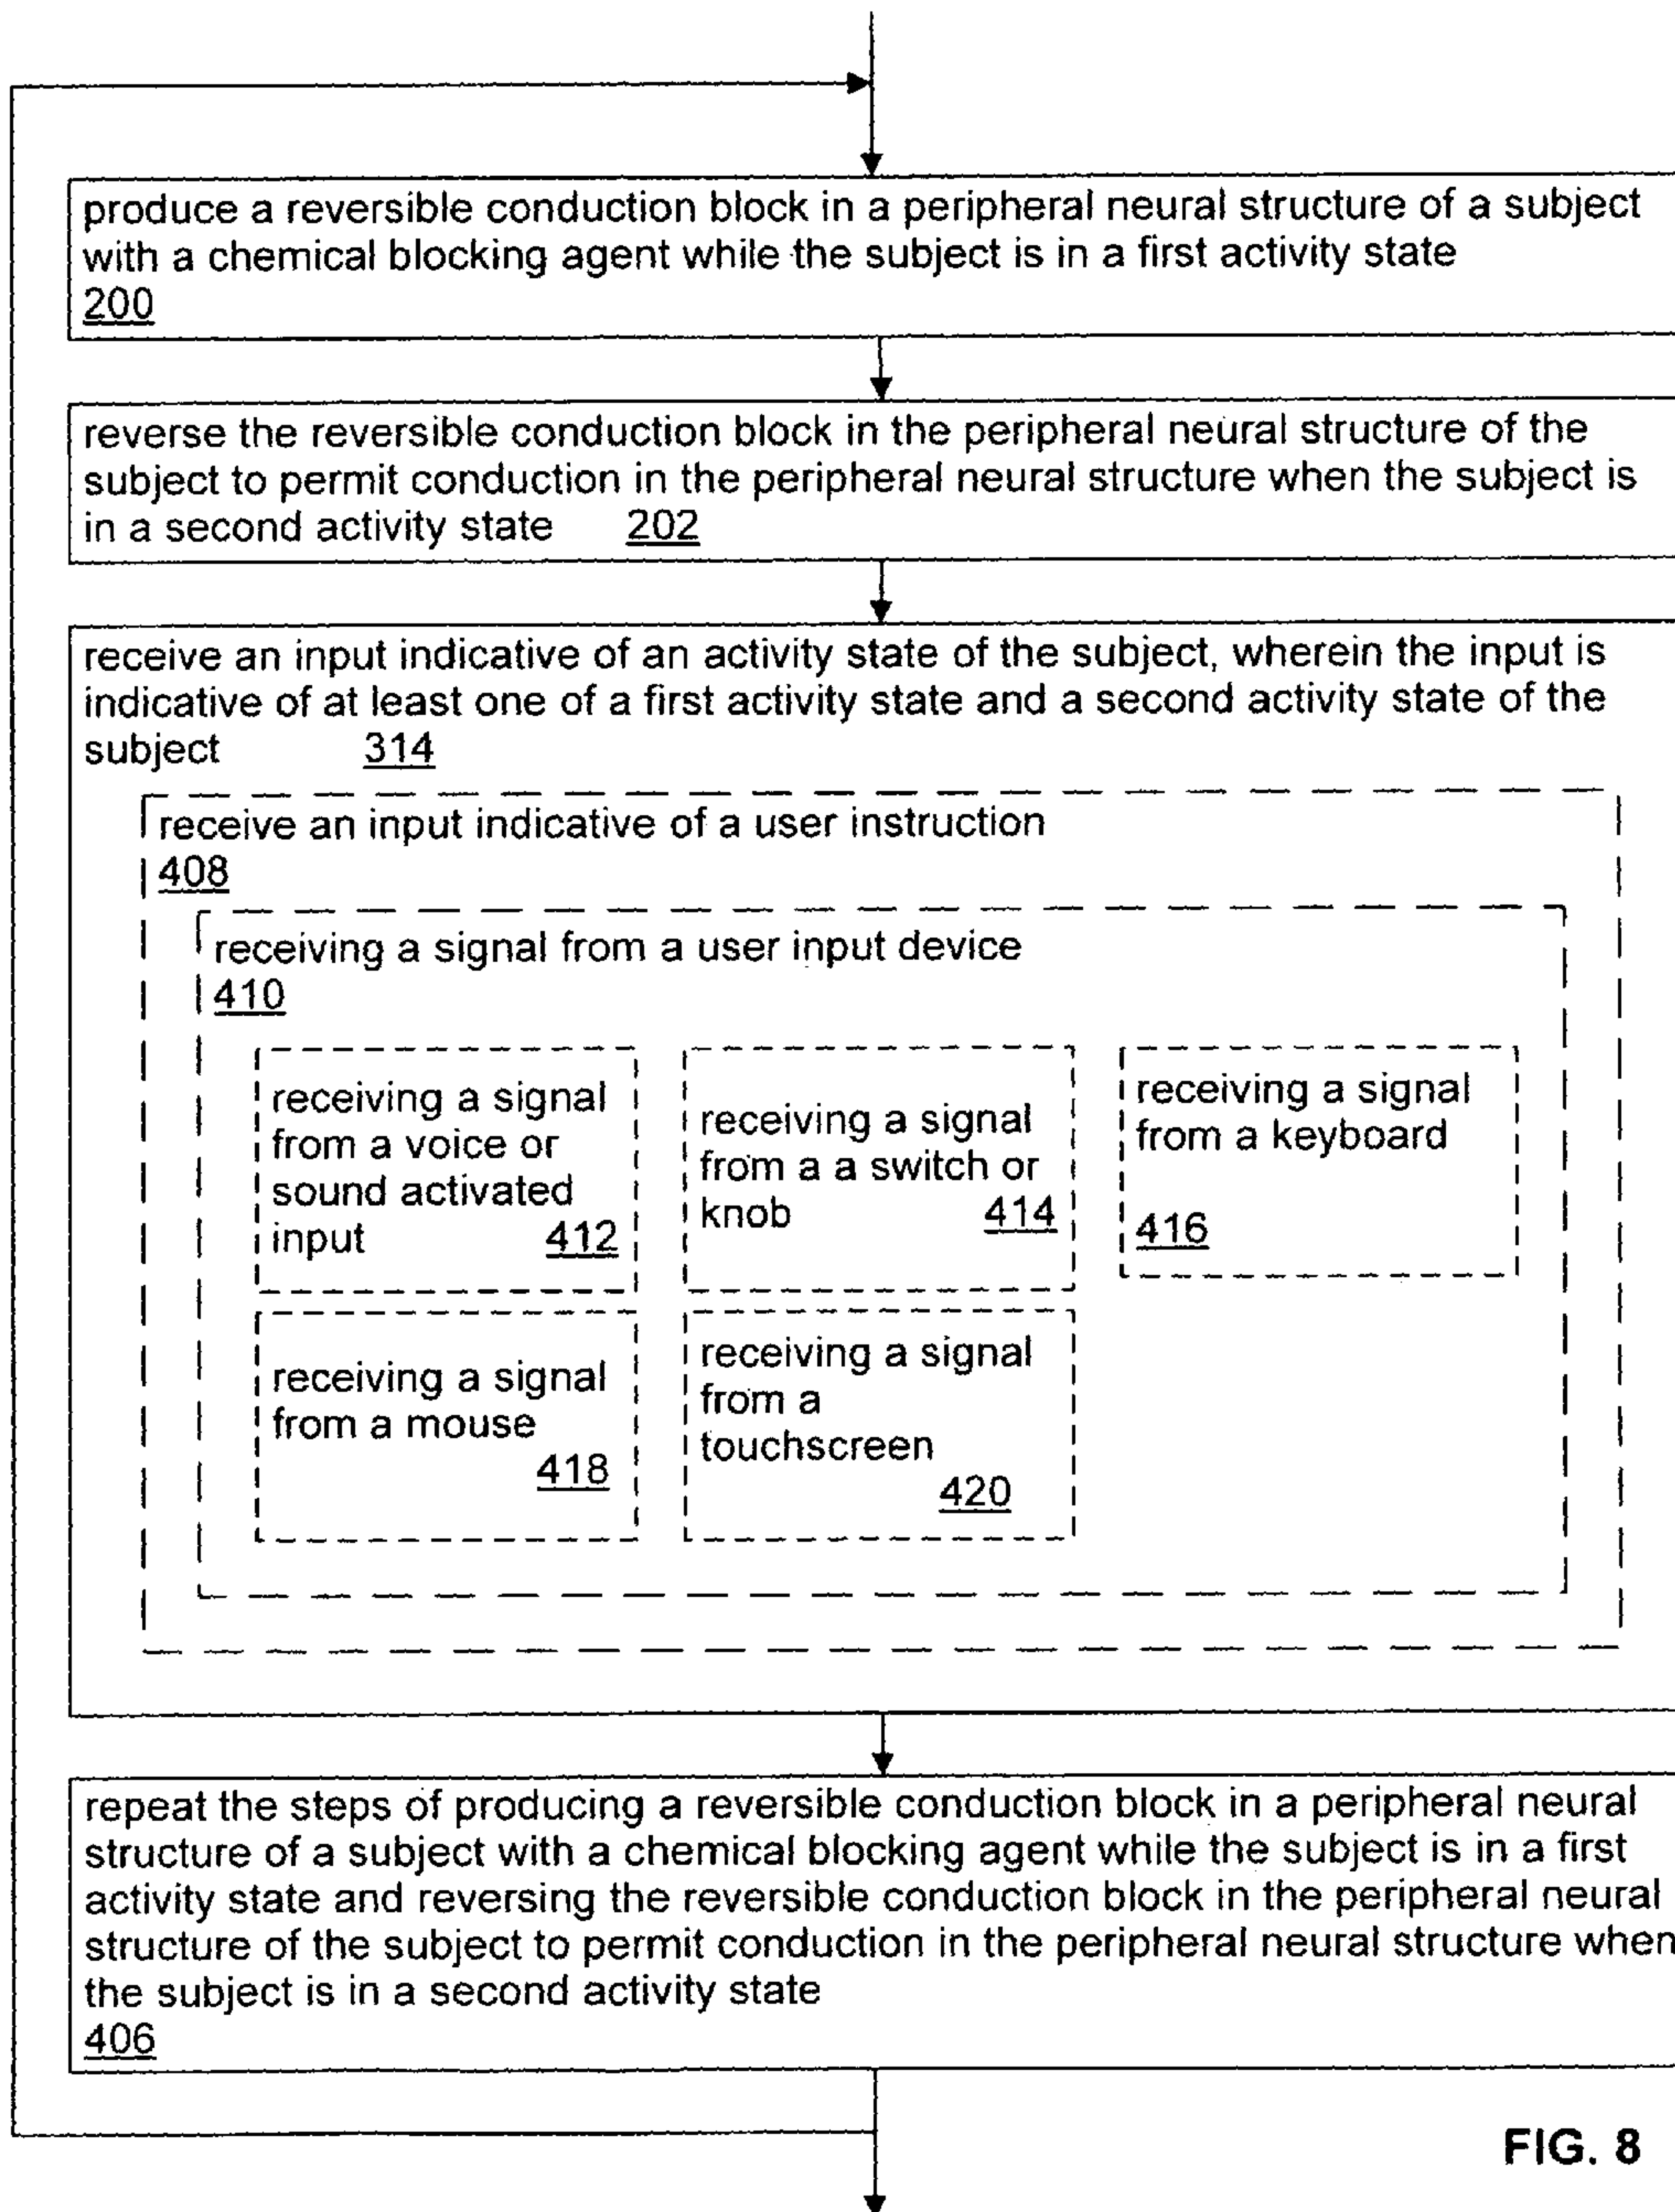 produce a reversible conduction block in a peripheral neural structure of a subject
with a chemical blocking agent while the subject is in a first activity state
200
reverse the reversible conduction block in the peripheral neural structure of the
subject to permit conduction in the peripheral neural structure when the subject is
in a second activity state 202
receive an input indicative of an activity state of the subject, wherein the input is
indicative of at least one of a first activity state and a second activity state of the
subject 314
receive an input indicative of a user instruction
408
receiving a signal from a user input device
410
receiving a signal
from a voice or
sound activated
input 412
receiving a signal
from a a switch or
knob 414
receiving a signal
from a keyboard
416
receiving a signal
from a mouse
418
receiving a signal
from a
touchscreen
420
repeat the steps of producing a reversible conduction block in a peripheral neural
structure of a subject with a chemical blocking agent while the subject is in a first
activity state and reversing the reversible conduction block in the peripheral neural
structure of the subject to permit conduction in the peripheral neural structure when
the subject is in a second activity state
406
FIG. 8